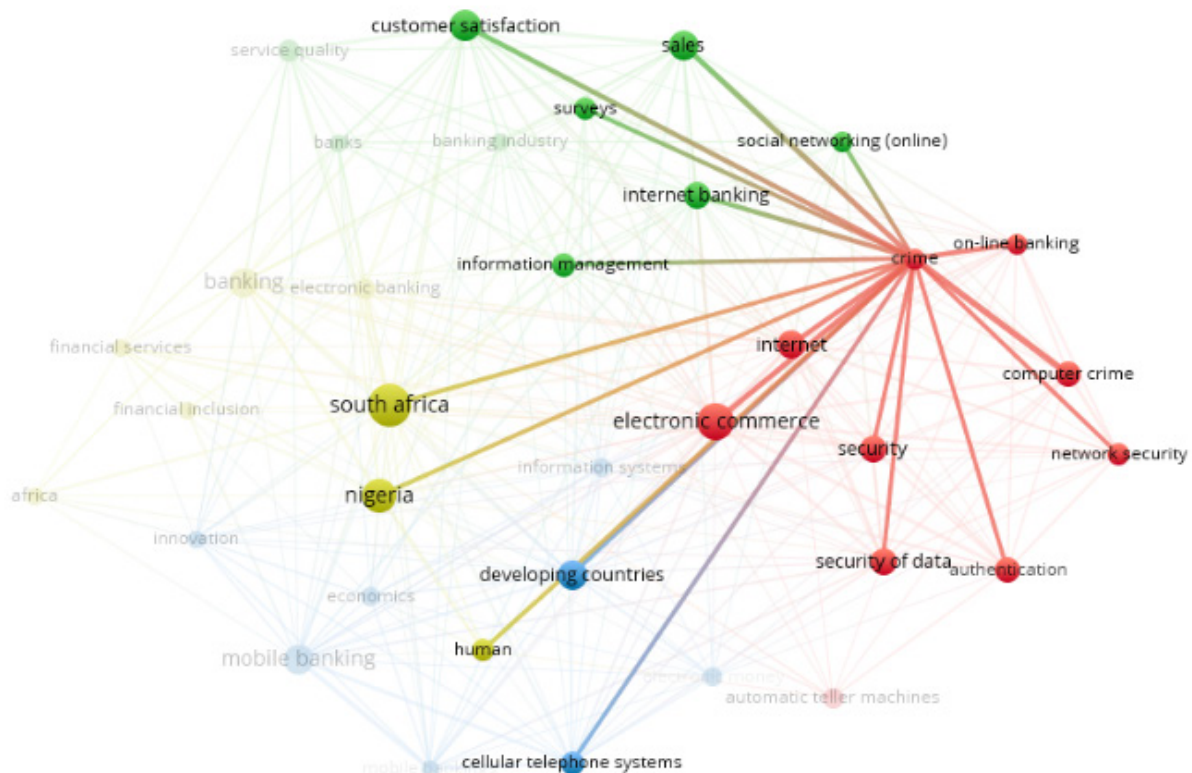 customer satisfaction
service quality
sales
surveys
banks
banking industry
social networking (online)
internet banking
on-line banking
crime
information management
banking
electronic banking
financial services
internet
computer crime
south africa
financial inclusion
electronic commerce
security
network security
information systems
africa
nigeria
innovation
security of data
authentication
developing countries
economics
human
mobile banking
electronic money
automatic teller machines
cellular telephone systems